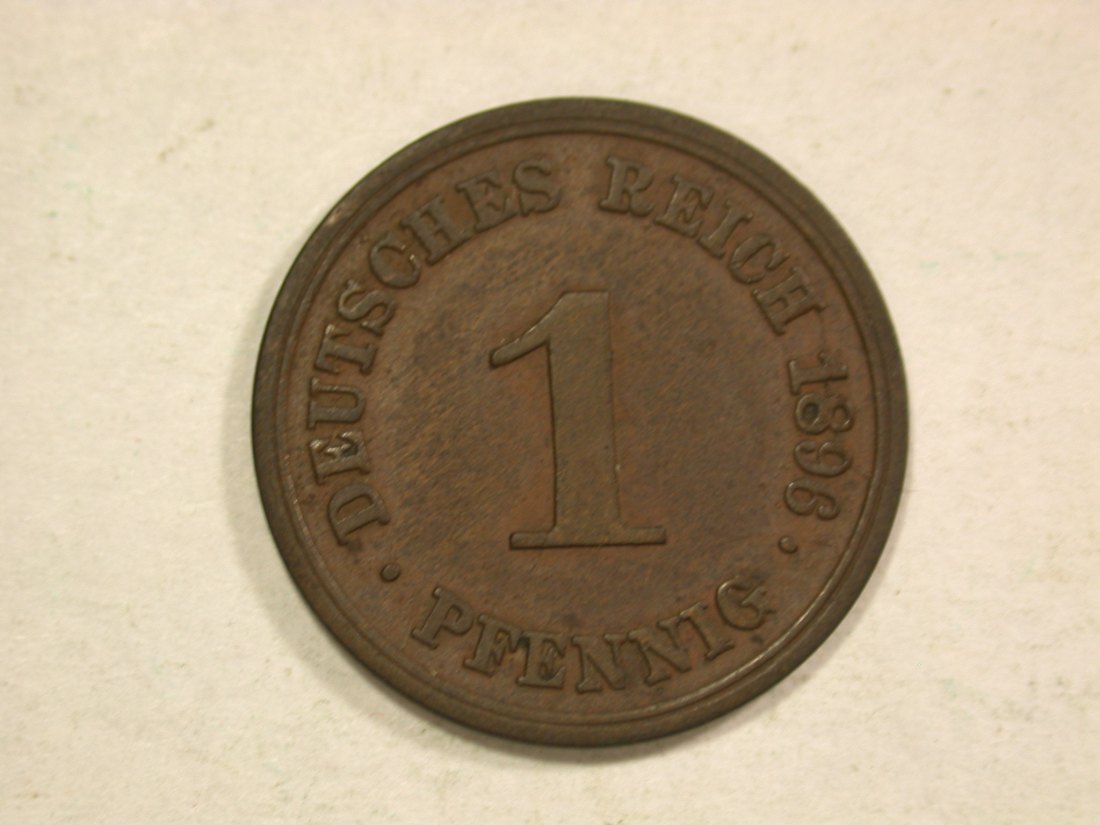 DEUTSCHES REICH 1896
1
· PFENNIG ·